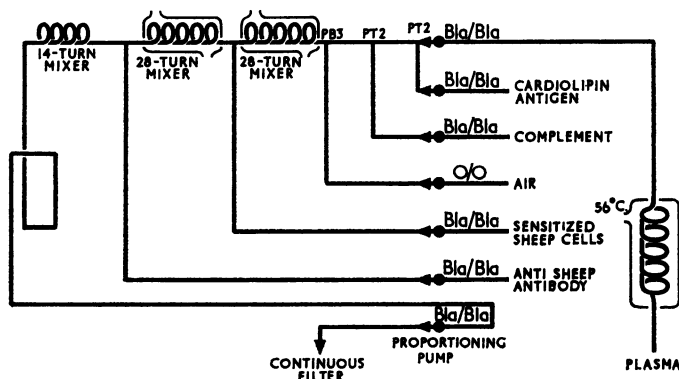 PB3 PT2 PT2 Bla/Bla
14-TURN
MIXER
28-TURN
MIXER
28-TURN
MIXER
Bla/Bla CARDIOLIPIN
ANTIGEN
Bla/Bla COMPLEMENT
O/O AIR
56°C.
Bla/Bla SENSITIZED
SHEEP CELLS
Bla/Bla ANTI SHEEP
ANTIBODY
Bla/Bla
PROPORTIONING
PUMP
CONTINUOUS
FILTER
PLASMA